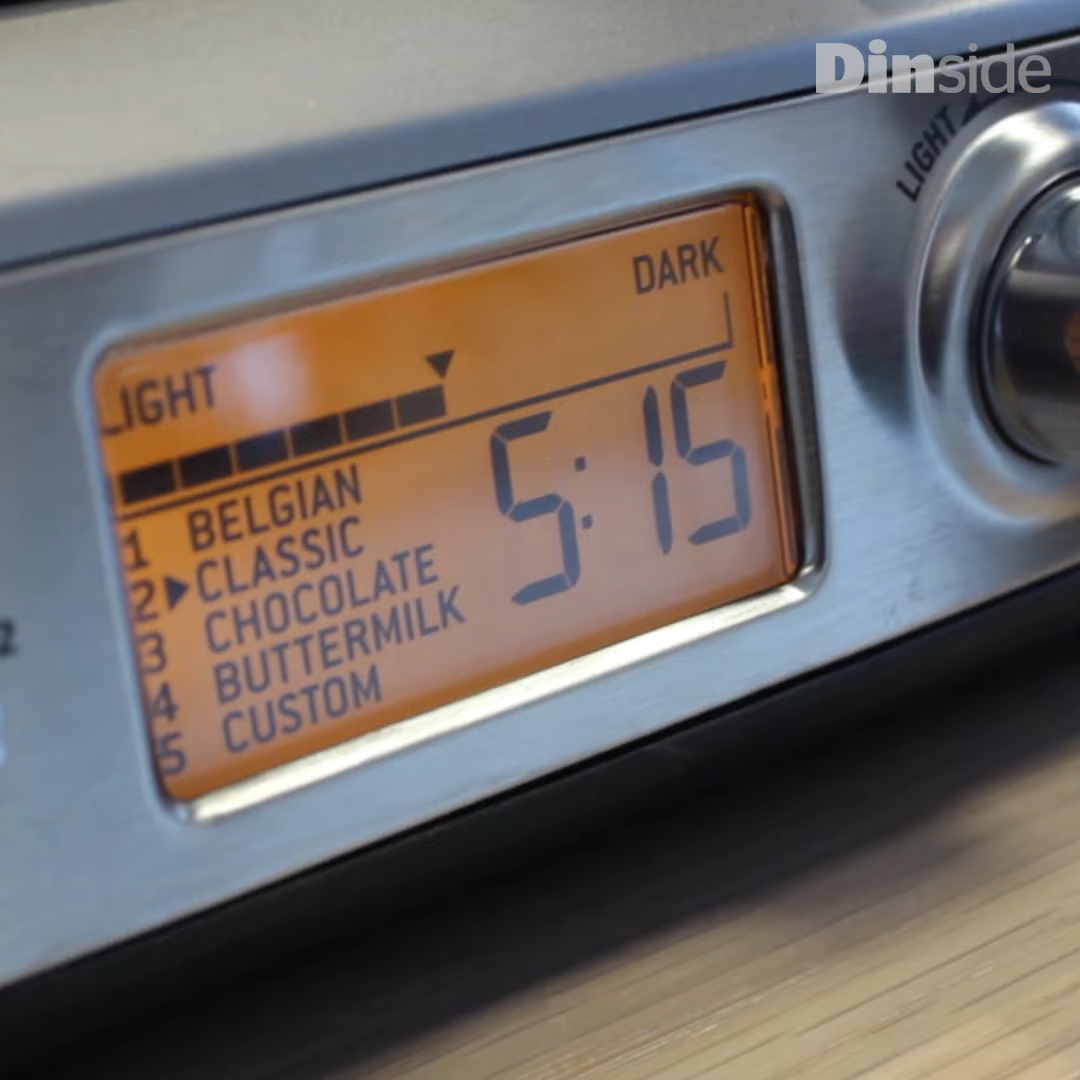 Dinside
LIGHT
DARK
LIGHT
5:15
1 BELGIAN
2 CLASSIC
3 CHOCOLATE
4 BUTTERMILK
5 CUSTOM